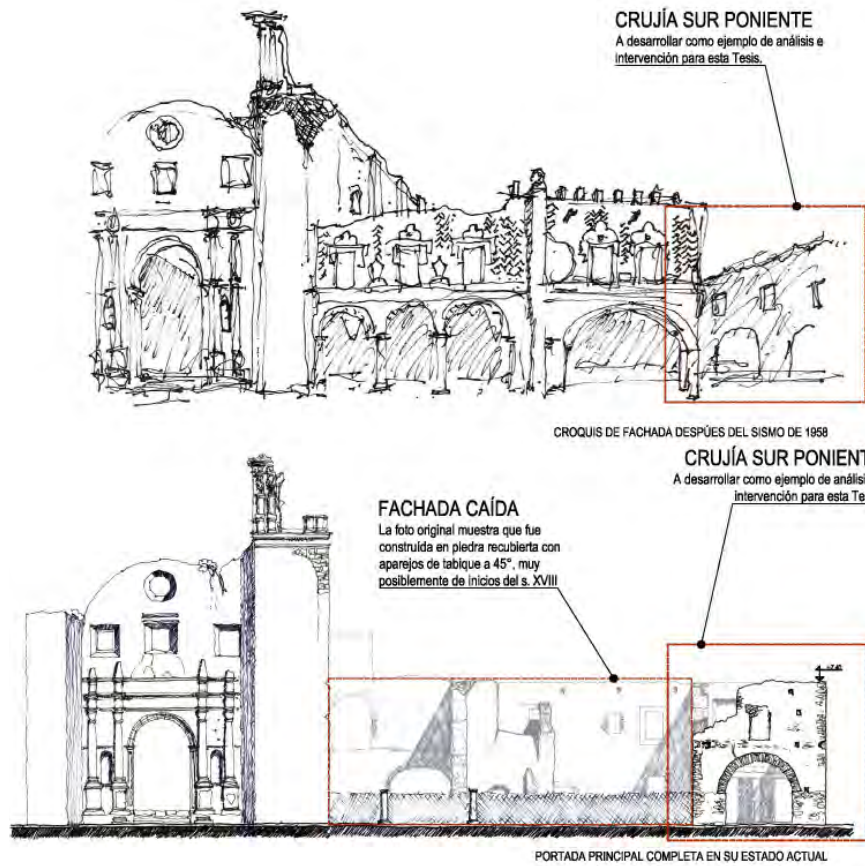 CRUJÍA SUR PONIENTE
A desarrollar como ejemplo de análisis e
intervención para esta Tesis.
CROQUIS DE FACHADA DESPÚES DEL SISMO DE 1958
CRUJÍA SUR PONIENT
A desarrollar como ejemplo de anális
intervención para esta Te
FACHADA CAÍDA
La foto original muestra que fue
construida en piedra recubierta con
aparejos de tabique a 45°, muy
posiblemente de inicios del s. XVIII
PORTADA PRINCIPAL COMPLETA EN SU ESTADO ACTUAL